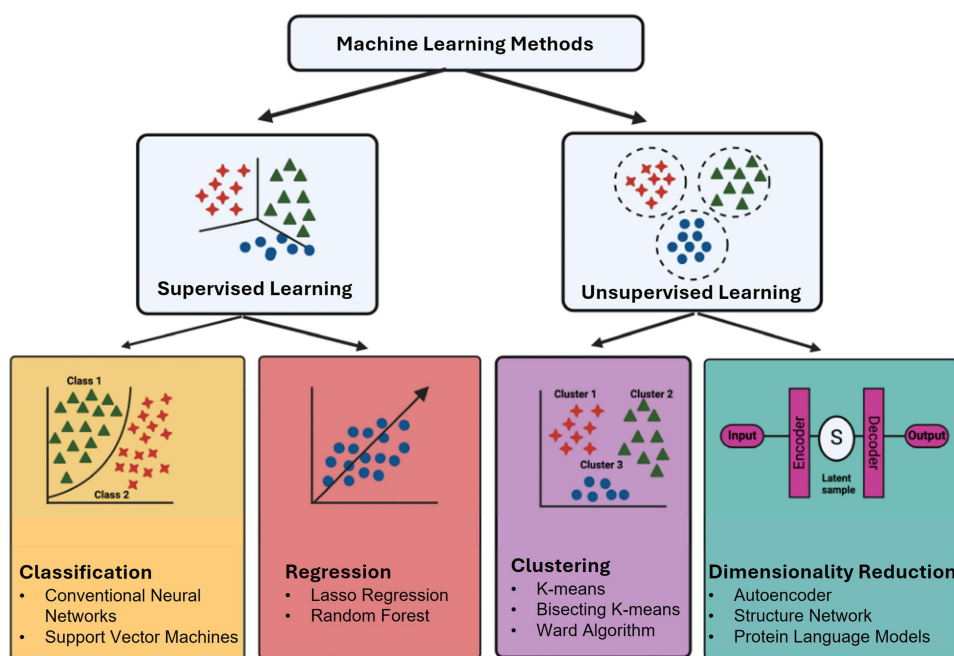 Machine Learning Methods
Supervised Learning
Unsupervised Learning
Class 1
Class 2
Classification
• Conventional Neural
Networks
• Support Vector Machines
Regression
• Lasso Regression
• Random Forest
Cluster 1
Cluster 2
Cluster 3
Clustering
• K-means
• Bisecting K-means
• Ward Algorithm
Input
Encoder
S
Latent
sample
Decoder
Output
Dimensionality Reduction
• Autoencoder
• Structure Network
• Protein Language Models